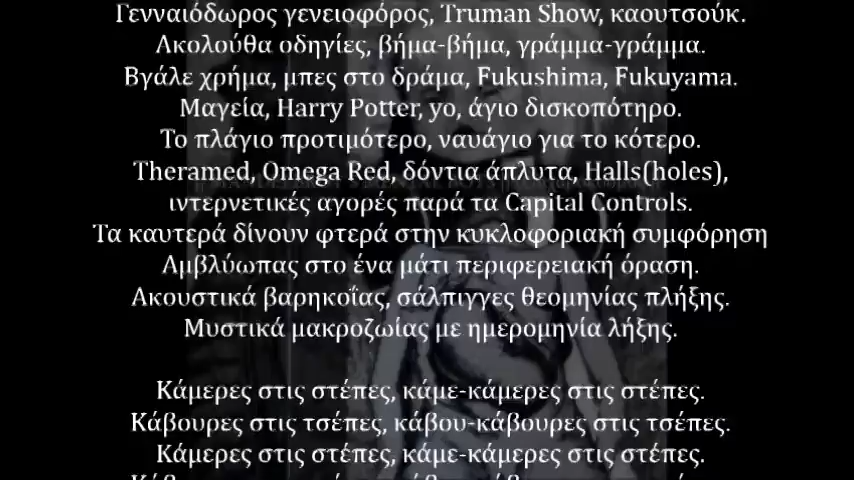 Γενναιόδωρος γενειοφόρος, Truman Show, καουτσούκ.
Ακολούθα οδηγίες, βήμα-βήμα, γράμμα-γράμμα.
Βγάλε χρήμα, μπες στο δράμα, Fukushima, Fukuyama.
Μαγεία, Harry Potter, yo, άγιο δισκοπότηρο.
Το πλάγιο προτιμότερο, ναυάγιο για το κότερο.
Theramed, Omega Red, δόντια άπλυτα, Halls(holes),
ιντερνετικές αγορές παρά τα Capital Controls.
Τα καυτερά δίνουν φτερά στην κυκλοφοριακή συμφόρηση
Αμβλύωπας στο ένα μάτι περιφερειακή όραση.
Ακουστικά βαρηκοΐας, σάλπιγγες θεομηνίας πλήξης.
Μυστικά μακροζωίας με ημερομηνία λήξης.
Κάμερες στις στέπες, κάμε-κάμερες στις στέπες.
Κάβουρες στις τσέπες, κάβου-κάβουρες στις τσέπες.
Κάμερες στις στέπες, κάμε-κάμερες στις στέπες.